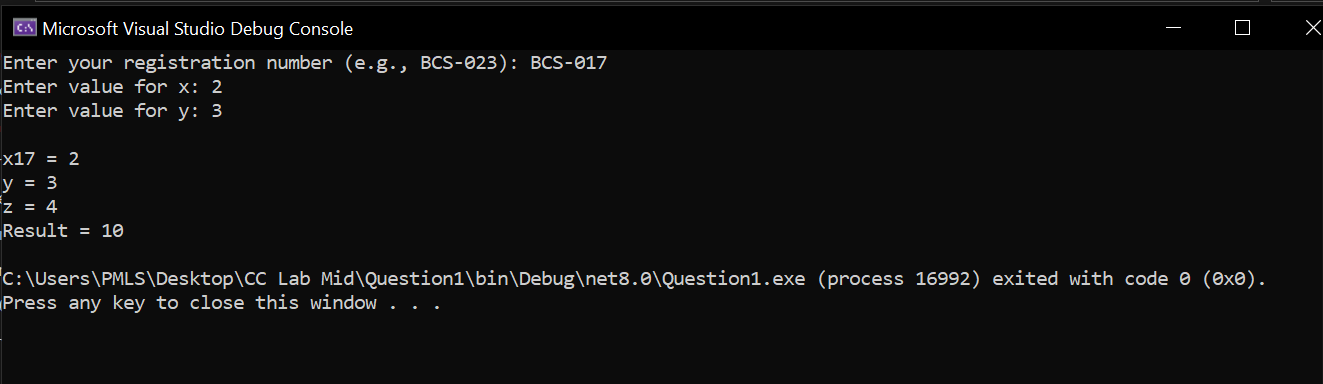 Microsoft Visual Studio Debug Console
Enter your registration number (e.g., BCS-023): BCS-017
Enter value for x: 2
Enter value for y: 3
x17 = 2
y = 3
z = 4
Result = 10
C:\Users\PMLS\Desktop\CC Lab Mid\Question1\bin\Debug\net8.0\Question1.exe (process 16992) exited with code 0 (0x0).
Press any key to close this window . . .